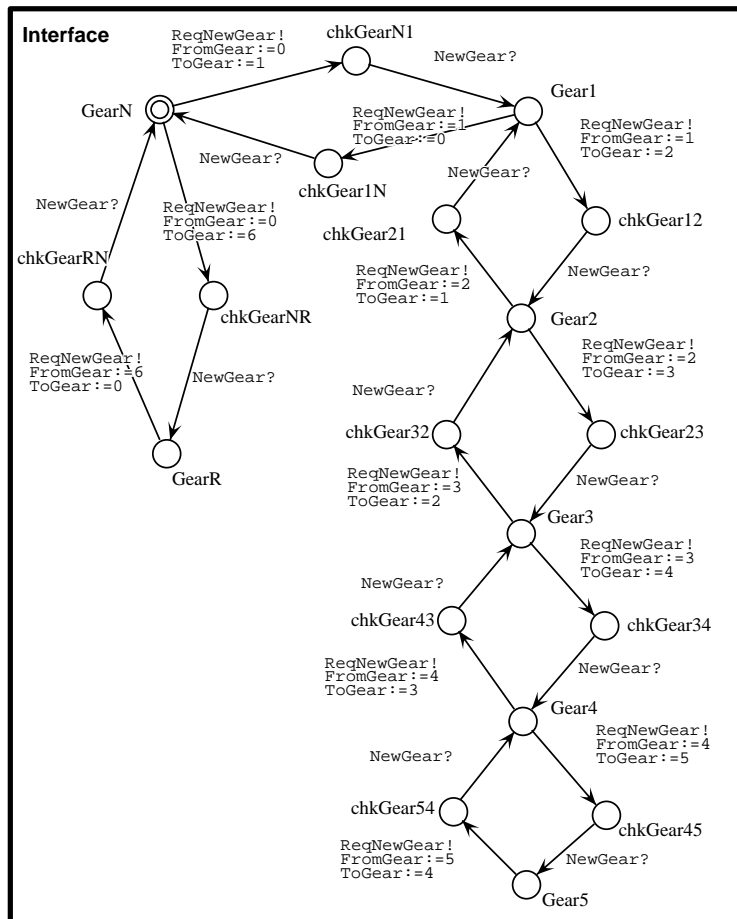 Interface
ReqNewGear!
FromGear:=0
ToGear:=1
chkGearN1
NewGear?
GearN
Gear1
ReqNewGear!
FromGear:=1
ToGear:=0
ReqNewGear!
FromGear:=1
ToGear:=2
NewGear?
chkGear1N
NewGear?
NewGear?
ReqNewGear!
FromGear:=0
ToGear:=6
chkGear21
chkGear12
chkGearRN
ReqNewGear!
FromGear:=2
ToGear:=1
NewGear?
chkGearNR
Gear2
ReqNewGear!
FromGear:=6
ToGear:=0
NewGear?
ReqNewGear!
FromGear:=2
ToGear:=3
NewGear?
chkGear32
chkGear23
GearR
ReqNewGear!
FromGear:=3
ToGear:=2
NewGear?
Gear3
ReqNewGear!
FromGear:=3
ToGear:=4
NewGear?
chkGear43
chkGear34
ReqNewGear!
FromGear:=4
ToGear:=3
NewGear?
Gear4
ReqNewGear!
FromGear:=4
ToGear:=5
NewGear?
chkGear54
chkGear45
ReqNewGear!
FromGear:=5
ToGear:=4
NewGear?
Gear5